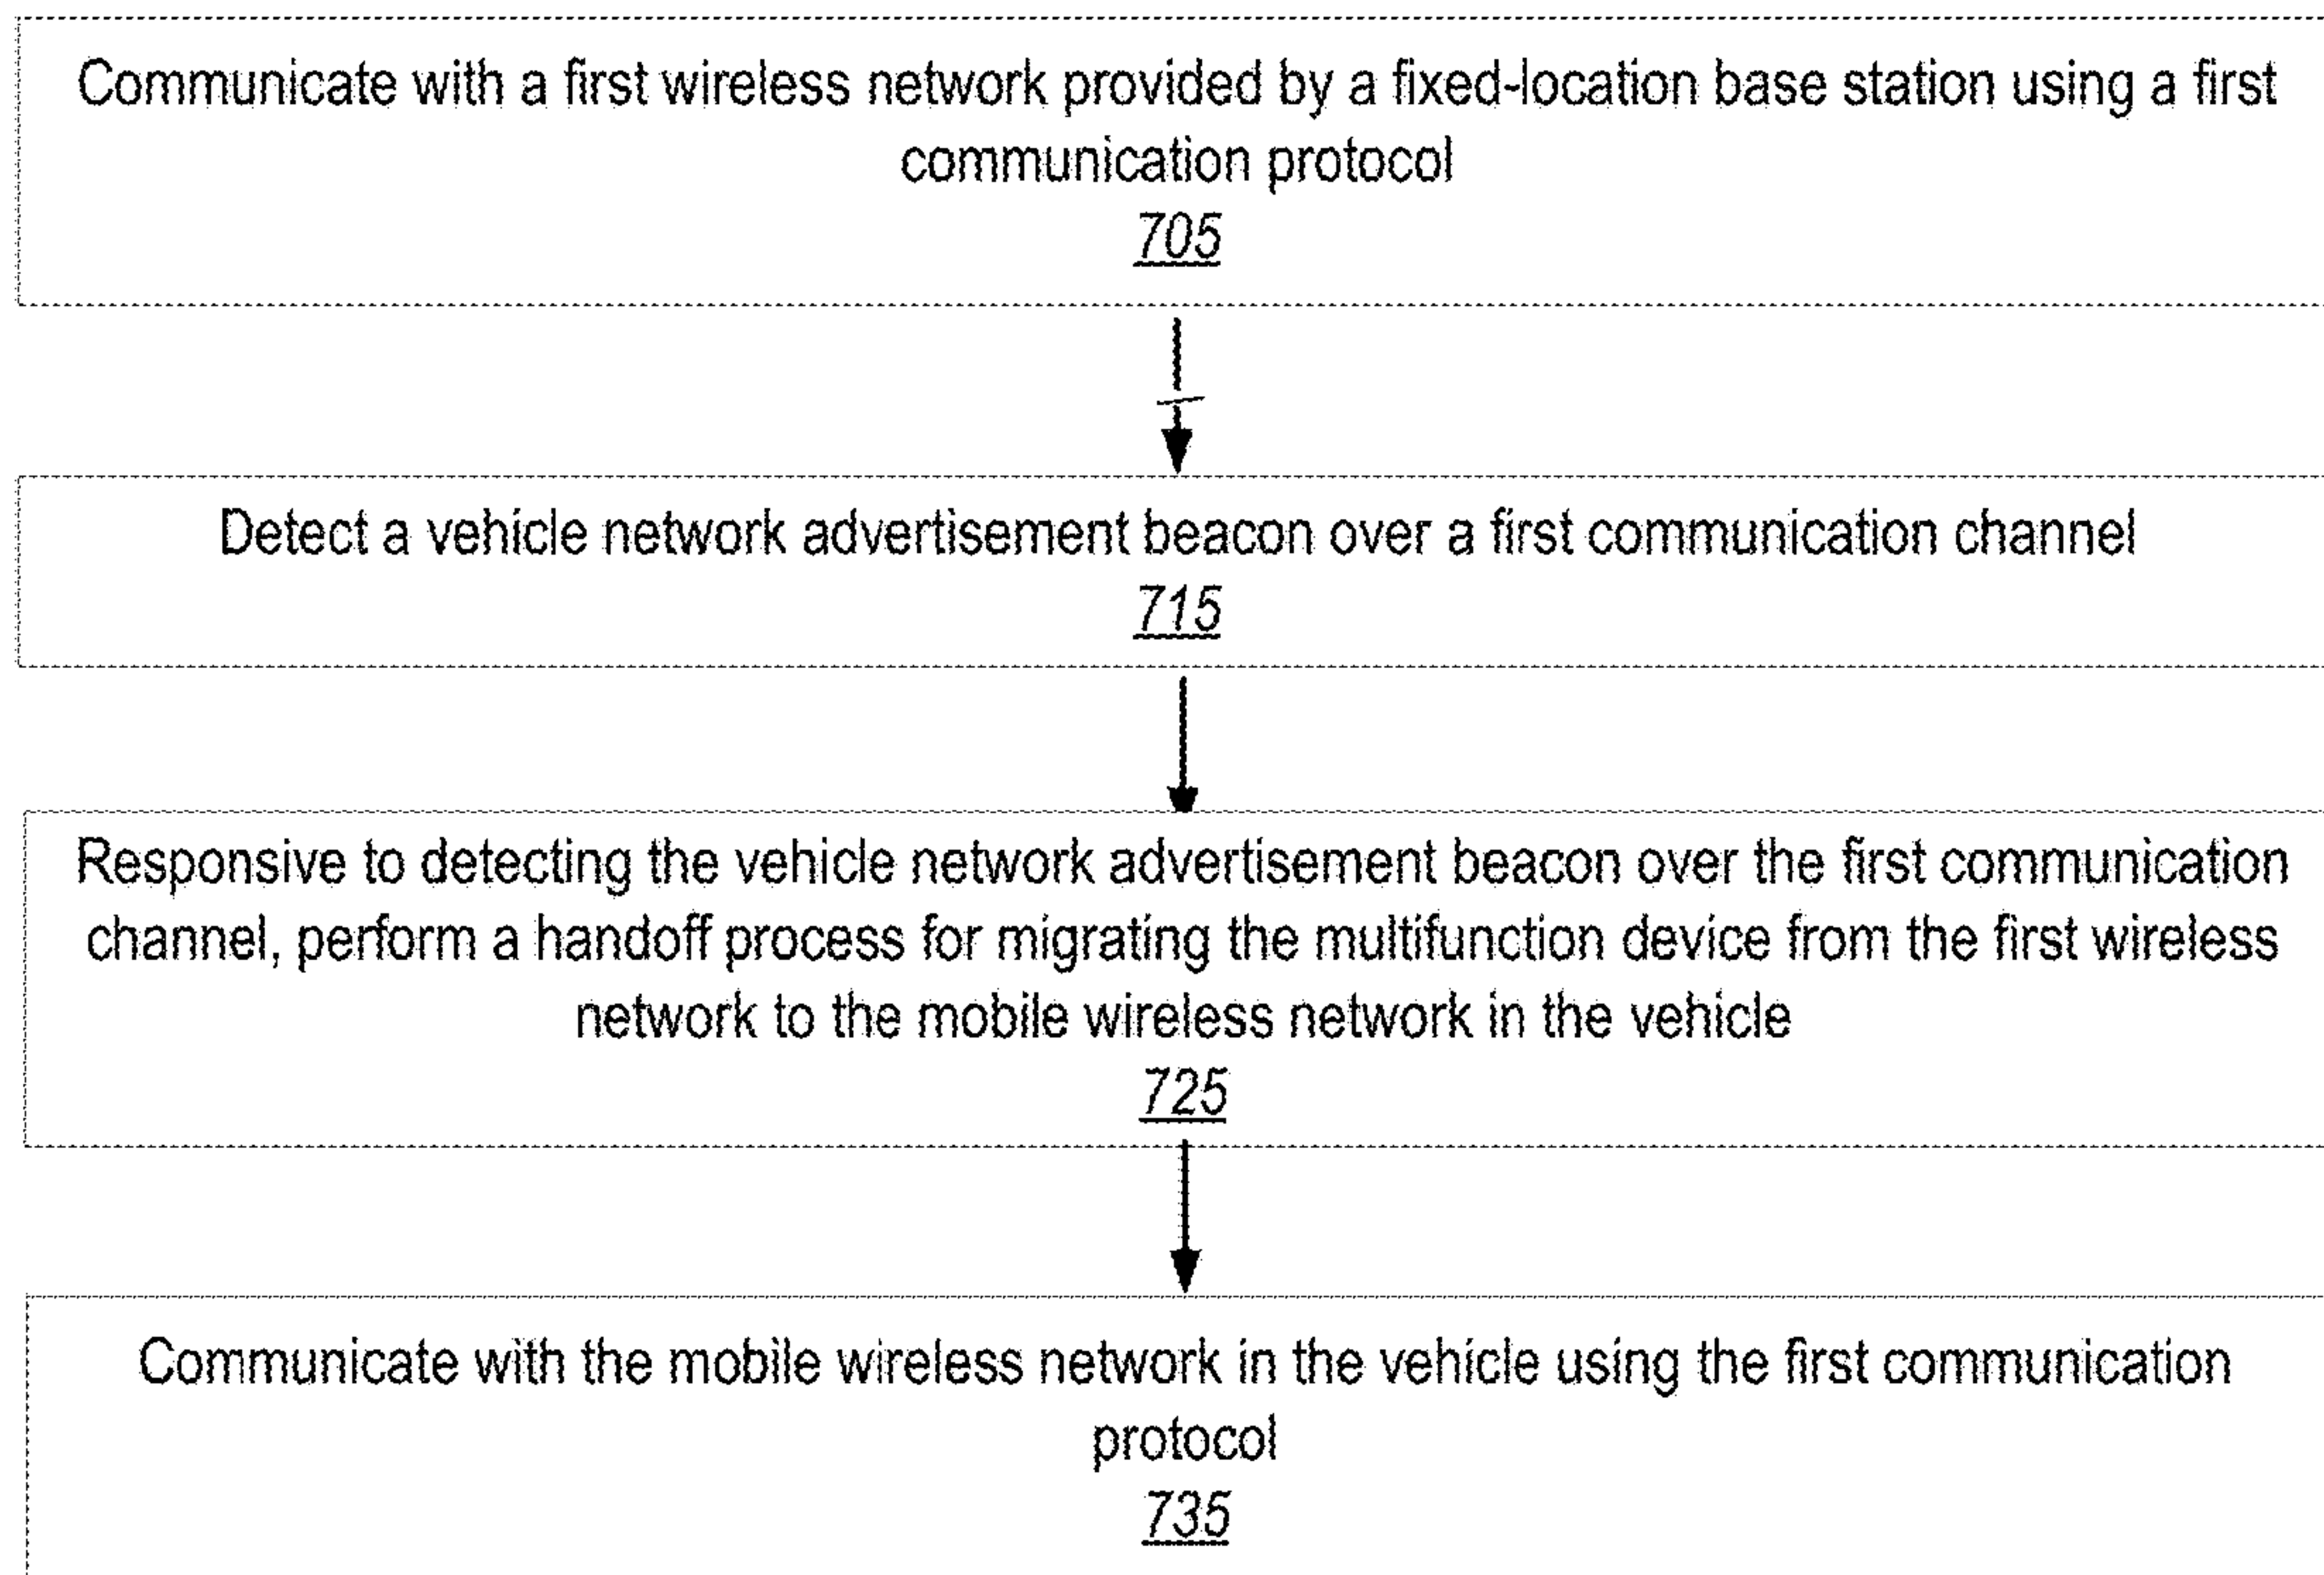 Communicate with a first wireless network provided by a fixed-location base station using a first
communication protocol
705
Detect a vehicle network advertisement beacon over a first communication channel
715
Responsive to detecting the vehicle network advertisement beacon over the first communication
channel, perform a handoff process for migrating the multifunction device from the first wireless
network to the mobile wireless network in the vehicle
725
Communicate with the mobile wireless network in the vehicle using the first communication
protocol
735